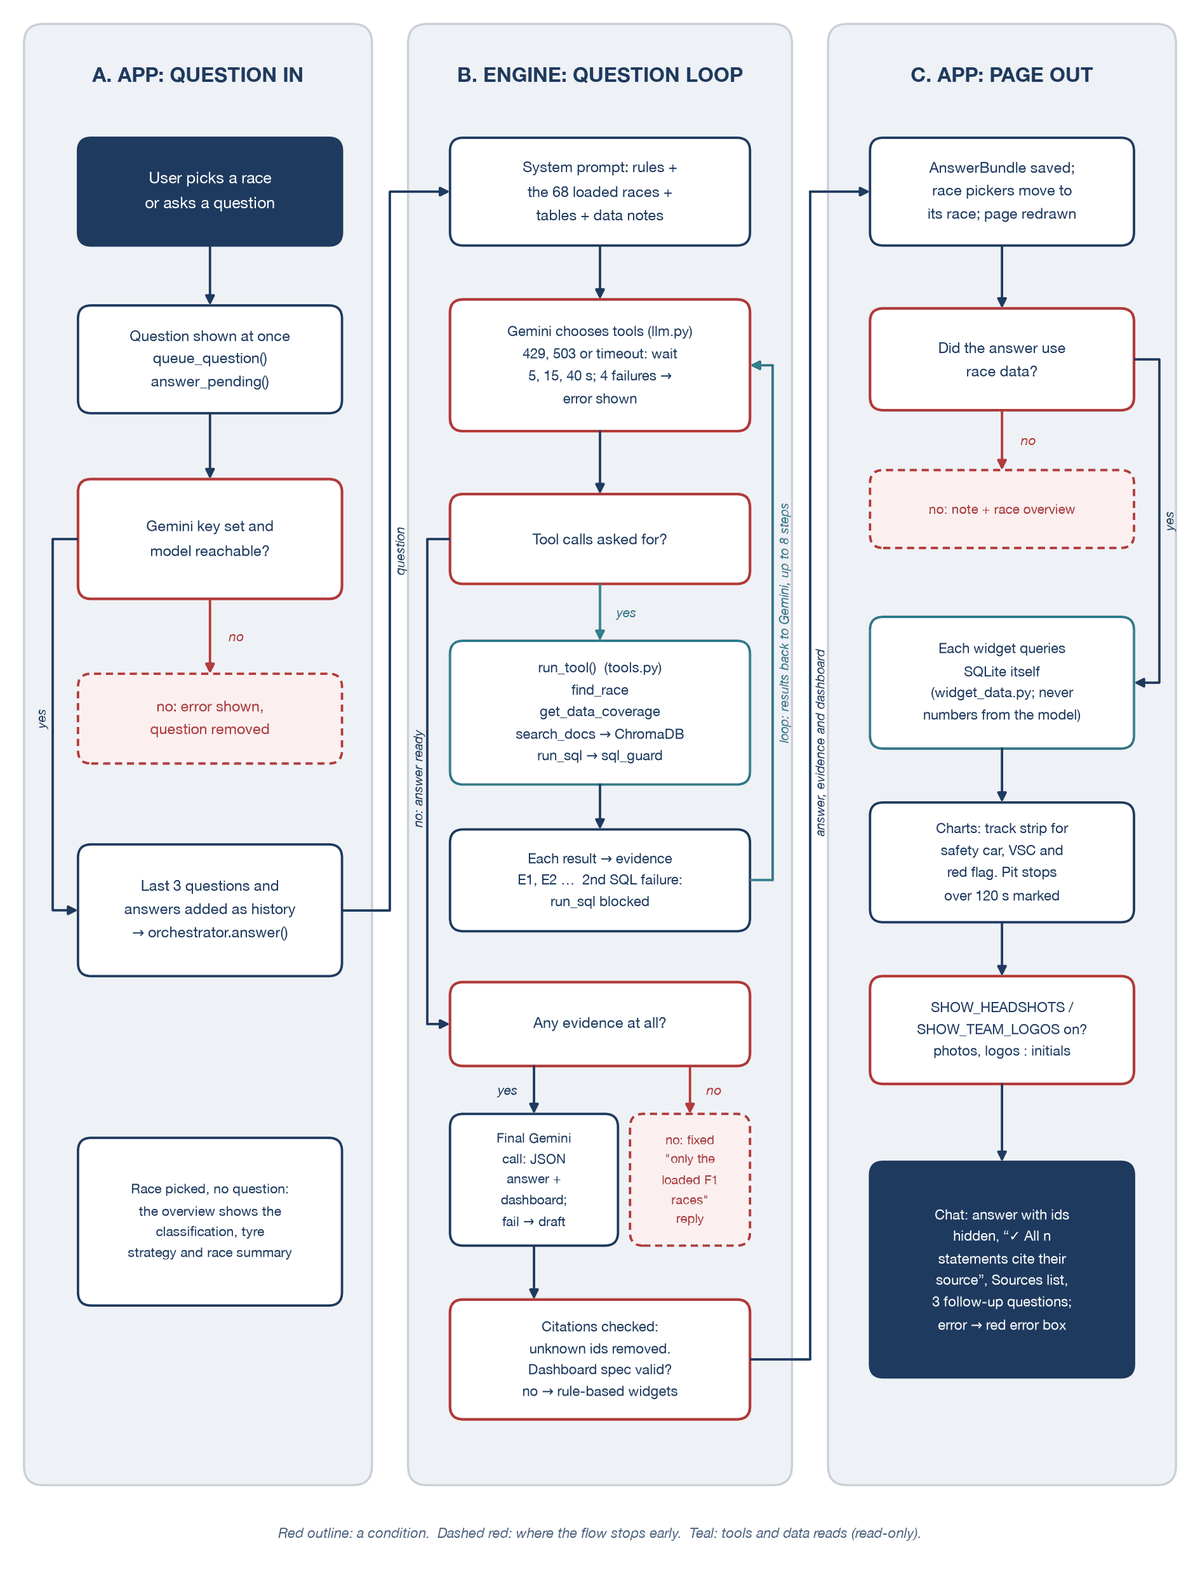 A. APP: QUESTION IN
User picks a race
or asks a question
Question shown at once
queue_question()
answer_pending()
Gemini key set and
model reachable?
no
yes
no: error shown,
question removed
Last 3 questions and
answers added as history
→ orchestrator.answer()
Race picked, no question:
the overview shows the
classification, tyre
strategy and race summary
question
B. ENGINE: QUESTION LOOP
System prompt: rules +
the 68 loaded races +
tables + data notes
Gemini chooses tools (llm.py)
429, 503 or timeout: wait
5, 15, 40 s; 4 failures →
error shown
Tool calls asked for?
yes
run_tool() (tools.py)
find_race
get_data_coverage
search_docs → ChromaDB
run_sql → sql_guard
loop: results back to Gemini, up to 8 steps
no: answer ready
Each result → evidence
E1, E2 … 2nd SQL failure:
run_sql blocked
Any evidence at all?
yes
no
Final Gemini
call: JSON
answer +
dashboard;
fail → draft
no: fixed
"only the
loaded F1
races"
reply
Citations checked:
unknown ids removed.
Dashboard spec valid?
no → rule-based widgets
answer, evidence and dashboard
C. APP: PAGE OUT
AnswerBundle saved;
race pickers move to
its race; page redrawn
Did the answer use
race data?
no
yes
no: note + race overview
Each widget queries
SQLite itself
(widget_data.py; never
numbers from the model)
Charts: track strip for
safety car, VSC and
red flag. Pit stops
over 120 s marked
SHOW_HEADSHOTS /
SHOW_TEAM_LOGOS on?
photos, logos : initials
Chat: answer with ids
hidden, “✓ All n
statements cite their
source”, Sources list,
3 follow-up questions;
error → red error box
Red outline: a condition. Dashed red: where the flow stops early. Teal: tools and data reads (read-only).